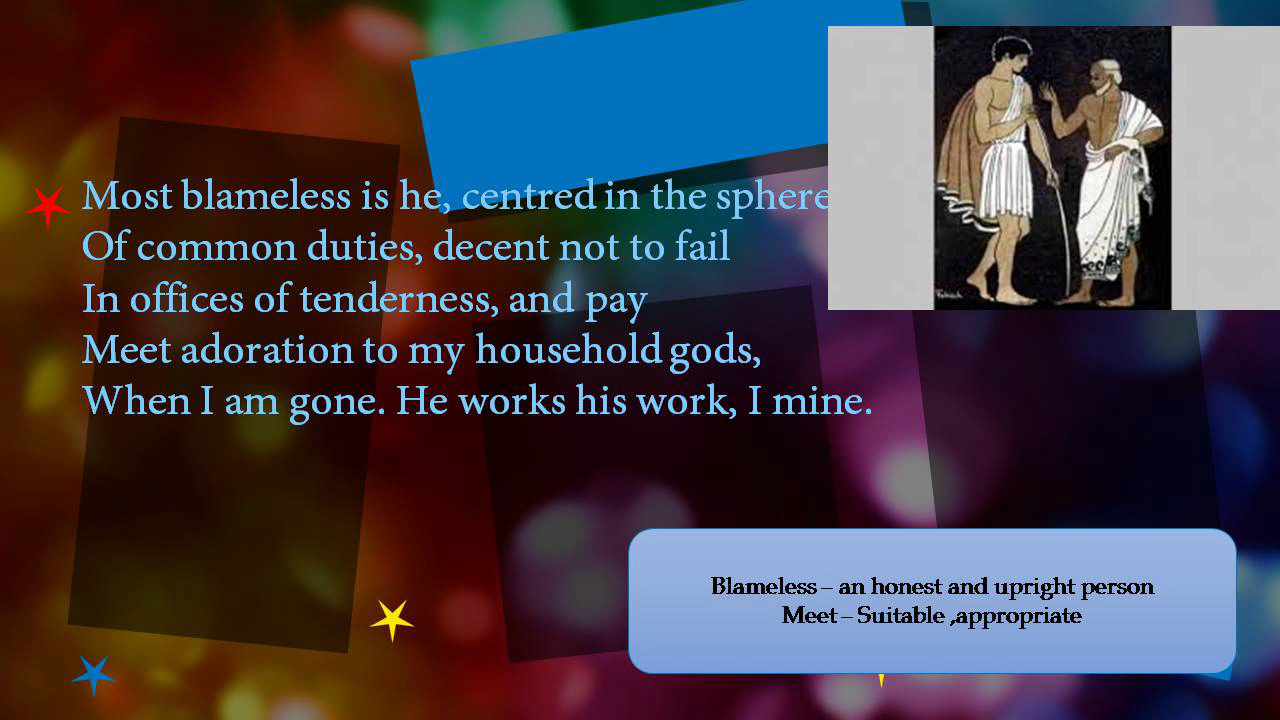 Most blameless is he, centred in the sphere
Of common duties, decent not to fail
In offices of tenderness, and pay
Meet adoration to my household gods,
When I am gone. He works his work, I mine.
Blameless – an honest and upright person
Meet – Suitable ,appropriate